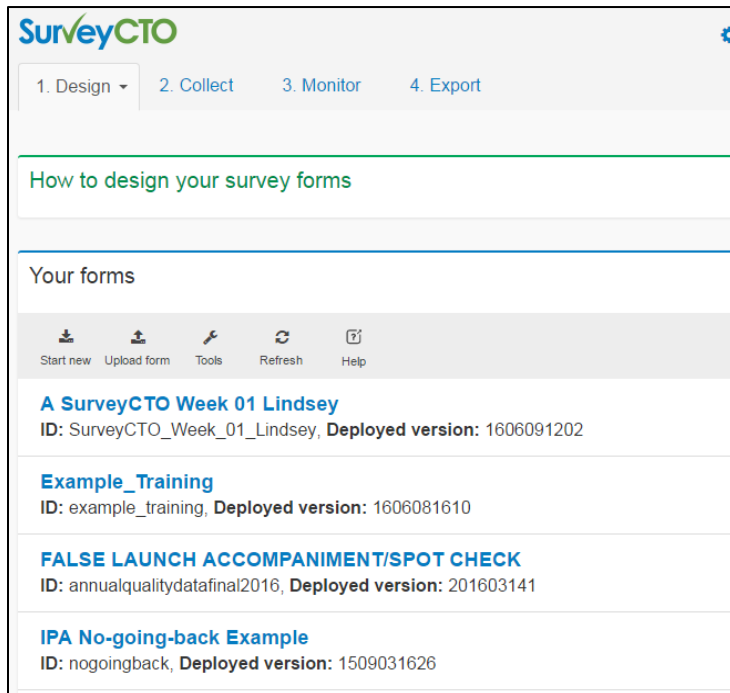 SurveyCTO
1. Design
2. Collect
3. Monitor
4. Export
How to design your survey forms
Your forms
Start new
Upload form
Tools
Refresh
Help
A SurveyCTO Week 01 Lindsey
ID: SurveyCTO_Week_01_Lindsey, Deployed version: 1606091202
Example_Training
ID: example_training, Deployed version: 1606081610
FALSE LAUNCH ACCOMPANIMENT/SPOT CHECK
ID: annualqualitydatafinal2016, Deployed version: 201603141
IPA No-going-back Example
ID: nogoingback, Deployed version: 1509031626